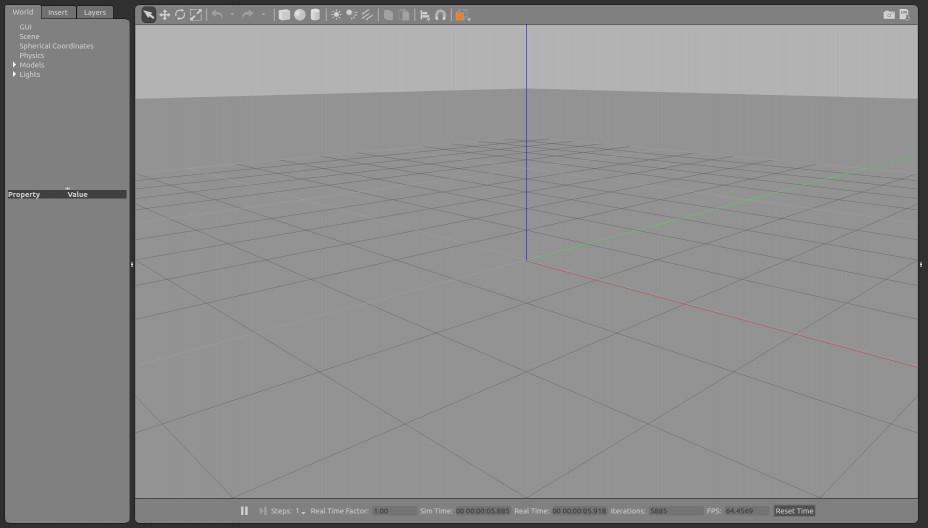 World Insert Layers
GUI
Scene
Spherical Coordinates
Physics
Models
Lights
Property Value
Steps: 1 Real Time Factor: 1.00 Sim Time: 00 00:00:05.885 Real Time: 00 00:00:05.918 Iterations: 5885 FPS: 64.4569 Reset Time